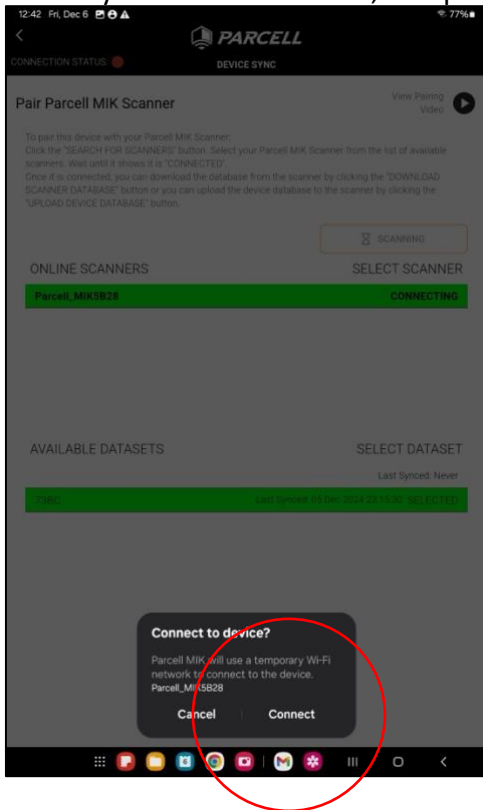 12:42 Fri, Dec 6
77%
PARCELL
CONNECTION STATUS:
DEVICE SYNC
Pair Parcell MIK Scanner
View Pairing
Video
To pair this device with your Parcell MIK Scanner:
Click the "SEARCH FOR SCANNERS" button. Select your Parcell MIK Scanner from the list of available
scanners. Wait until it shows it is "CONNECTED".
Once it is connected, you can download the database from the scanner by clicking the "DOWNLOAD
SCANNER DATABASE" button or you can upload the device database to the scanner by clicking the
"UPLOAD DEVICE DATABASE" button.
SCANNING
ONLINE SCANNERS
SELECT SCANNER
Parcell_MIK5B28
CONNECTING
AVAILABLE DATASETS
SELECT DATASET
Last Synced: Never
Last Synced: 05 Dec 2024 23:15:30 SELECTED
Connect to device?
Parcell MIK will use a temporary Wi-Fi
network to connect to the device.
Parcell_MIK5B28
Cancel
Connect